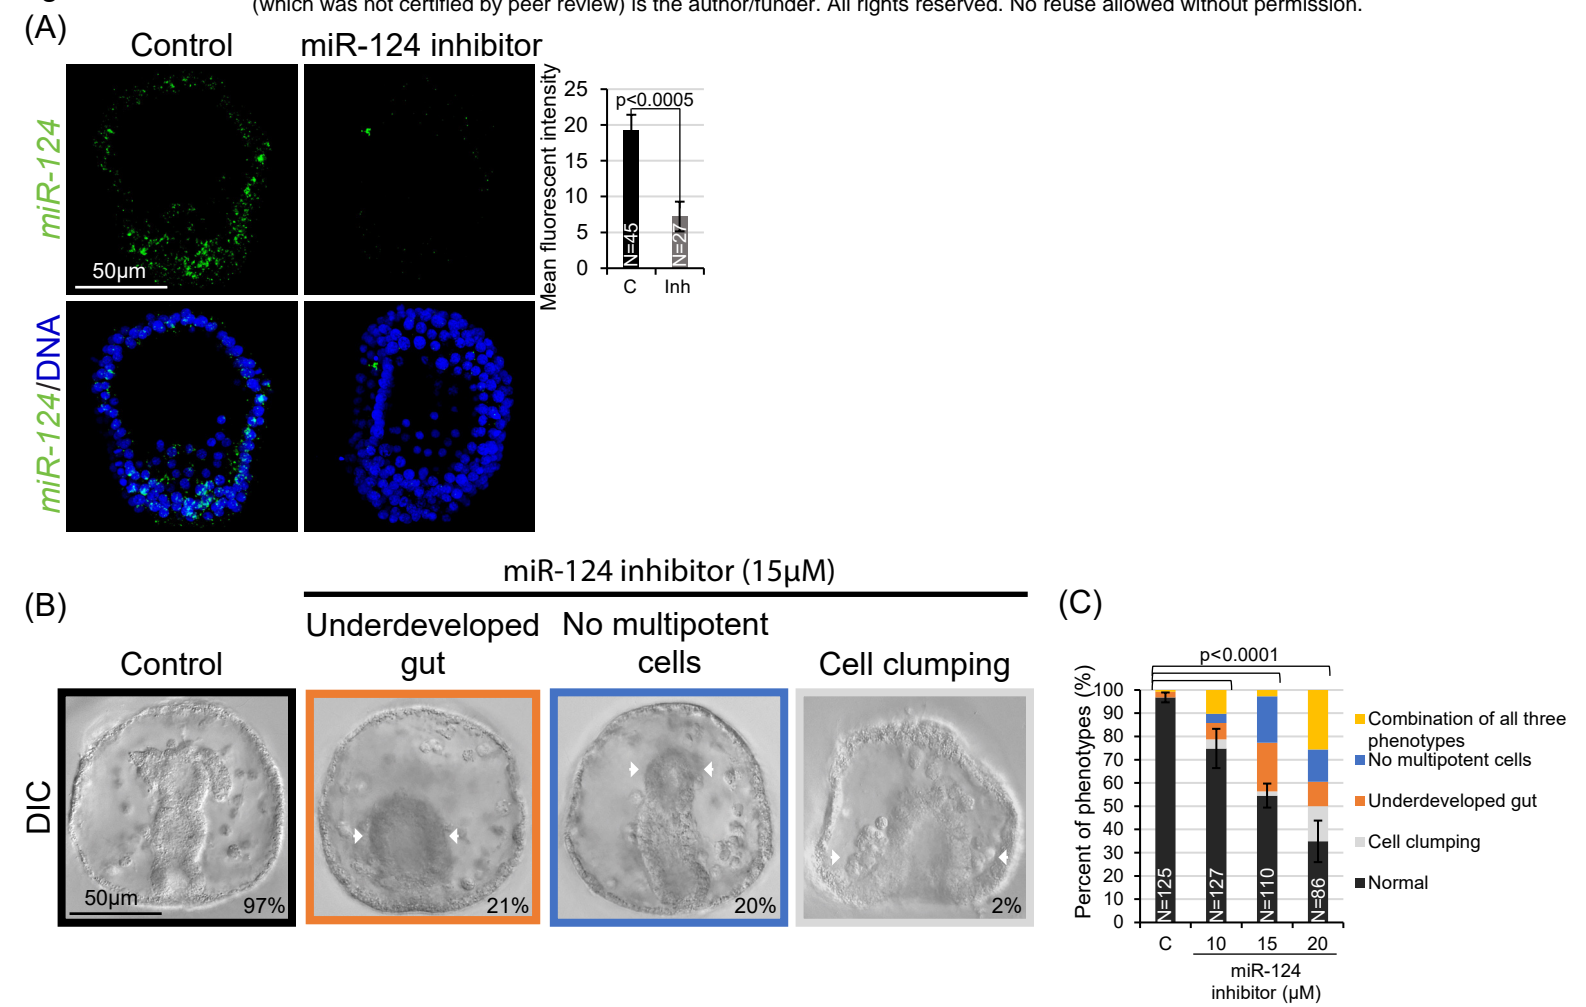 (which was not certified by peer review) is the author/funder. All rights reserved. No reuse allowed without permission.
(A)
Control
miR-124 inhibitor
miR-124
50µm
miR-124/DNA
Mean fluorescent intensity
25
20
15
10
5
0
p<0.0005
N=45
N=27
C
Inh
miR-124 inhibitor (15µM)
(B)
Control
Underdeveloped
gut
No multipotent
cells
Cell clumping
DIC
50µm
97%
21%
20%
2%
(C)
p<0.0001
Percent of phenotypes (%)
100
90
80
70
60
50
40
30
20
10
0
N=125
N=127
N=110
N=86
C
10
15
20
miR-124
inhibitor (µM)
Combination of all three
phenotypes
No multipotent cells
Underdeveloped gut
Cell clumping
Normal